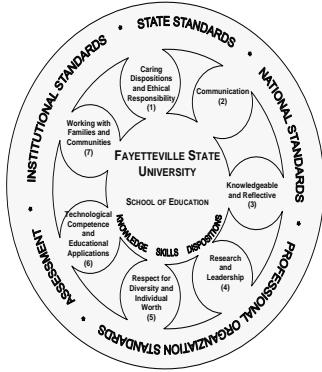 STATE STANDARDS
NATIONAL STANDARDS
PROFESSIONAL ORGANIZATION STANDARDS
ASSESSMENT
INSTITUTIONAL STANDARDS
Caring
Dispositions
and Ethical
Responsibility
(1)
Communication
(2)
Knowledgeable
and Reflective
(3)
Research
and
Leadership
(4)
Respect for
Diversity and
Individual
Worth
(5)
Technological
Competence
and
Educational
Applications
(6)
Working with
Families and
Communities
(7)
FAYETTEVILLE STATE
UNIVERSITY
SCHOOL OF EDUCATION
KNOWLEDGE SKILLS DISPOSITIONS